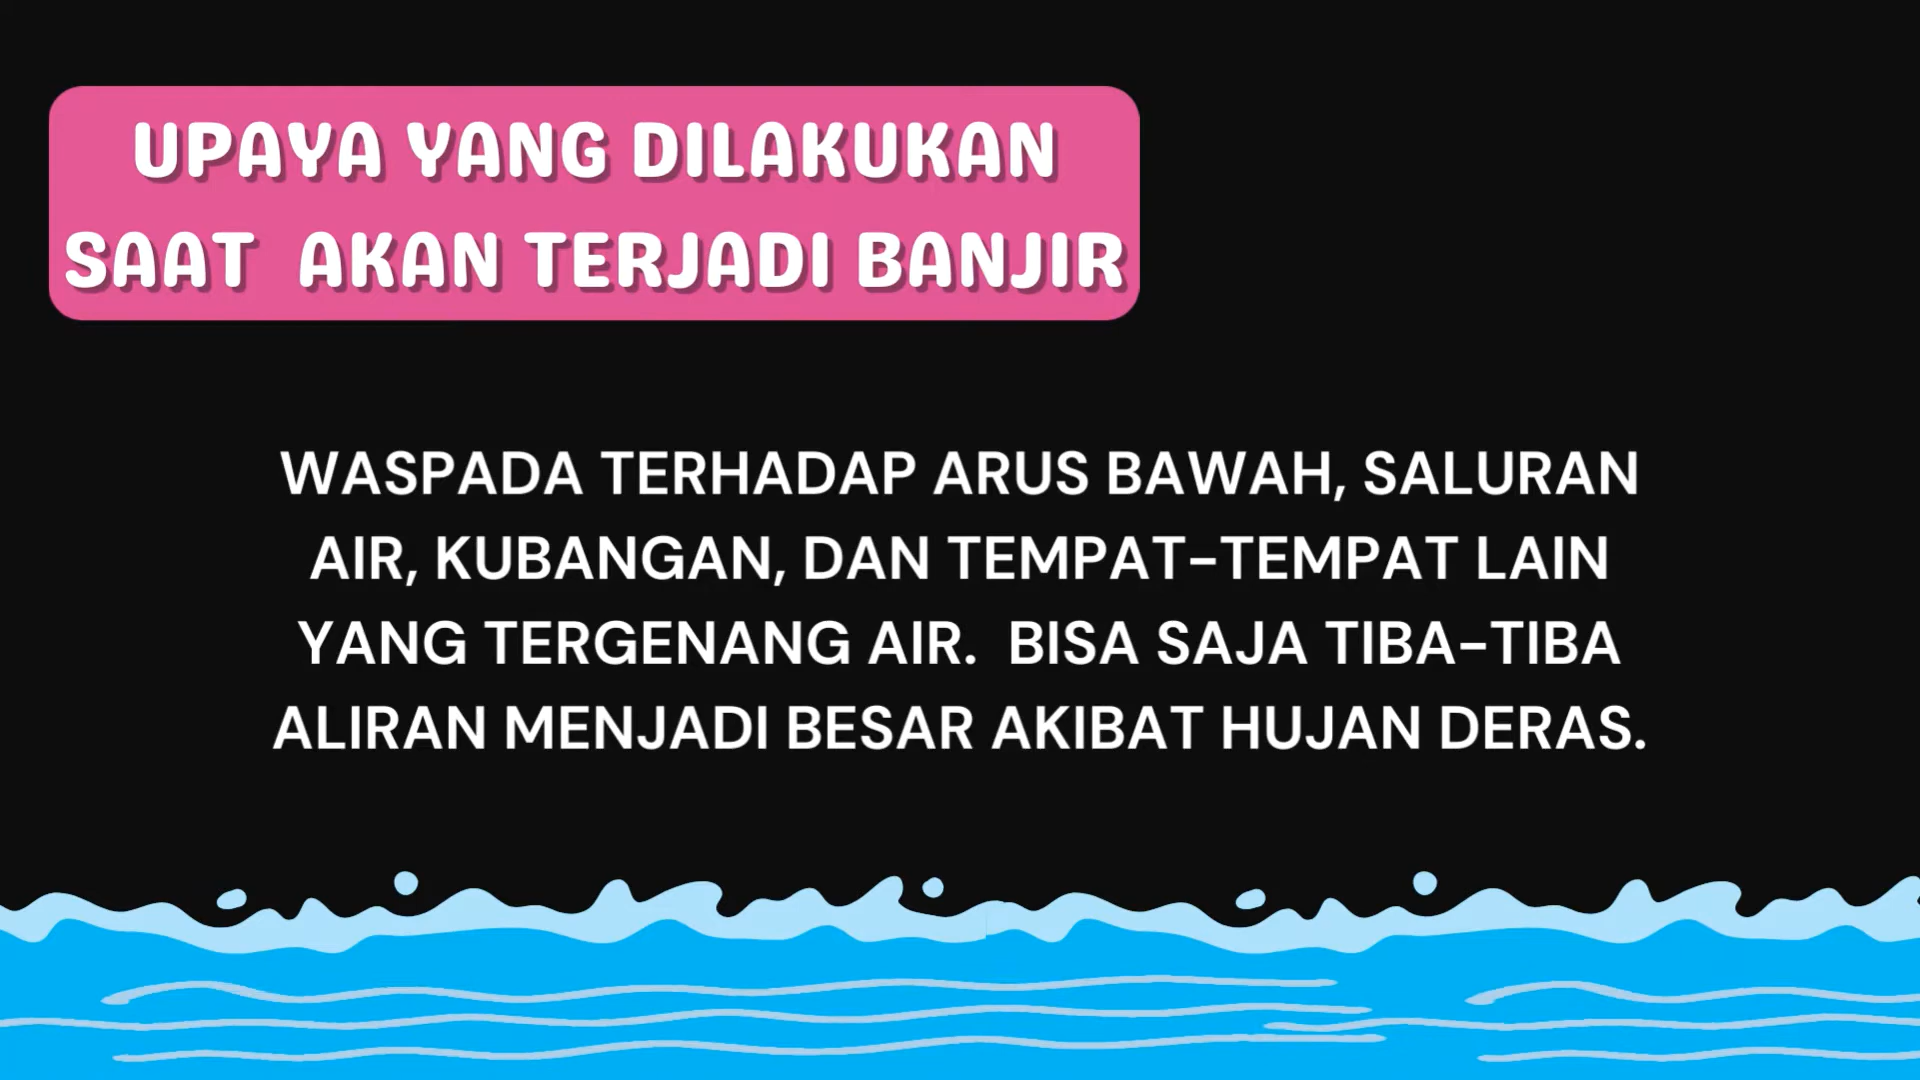 UPAYA YANG DILAKUKAN
SAAT  AKAN TERJADI BANJIR
WASPADA TERHADAP ARUS BAWAH, SALURAN
AIR, KUBANGAN, DAN TEMPAT-TEMPAT LAIN
YANG TERGENANG AIR.  BISA SAJA TIBA-TIBA
ALIRAN MENJADI BESAR AKIBAT HUJAN DERAS.